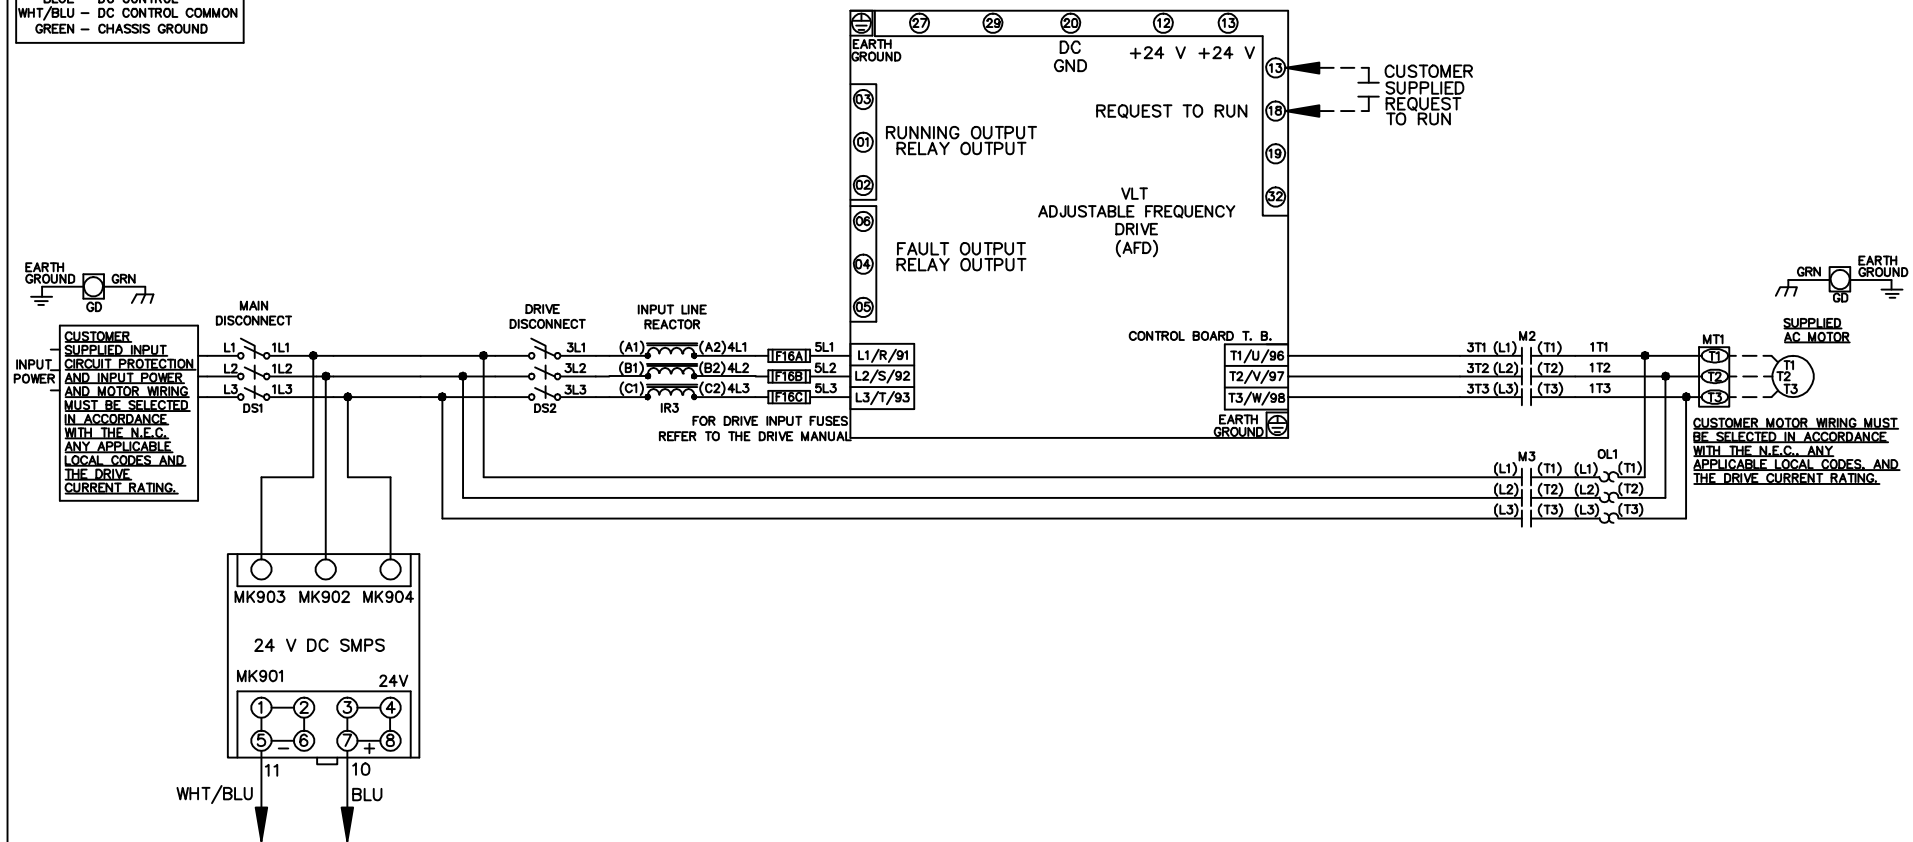 WHT/BLU – DC CONTROL COMMON
GREEN – CHASSIS GROUND
EARTH
GROUND
27
29
20
12
13
DC
GND
+24 V
+24 V
13
18
19
32
REQUEST TO RUN
CUSTOMER
SUPPLIED
REQUEST
TO RUN
03
01
02
RUNNING OUTPUT
RELAY OUTPUT
06
04
05
FAULT OUTPUT
RELAY OUTPUT
VLT
ADJUSTABLE FREQUENCY
DRIVE
(AFD)
CONTROL BOARD T. B.
L1/R/91
L2/S/92
L3/T/93
T1/U/96
T2/V/97
T3/W/98
EARTH
GROUND
EARTH
GROUND
GRN
GD
INPUT
POWER
CUSTOMER
SUPPLIED INPUT
CIRCUIT PROTECTION
AND INPUT POWER
AND MOTOR WIRING
MUST BE SELECTED
IN ACCORDANCE
WITH THE N.E.C.
ANY APPLICABLE
LOCAL CODES AND
THE DRIVE
CURRENT RATING.
MAIN
DISCONNECT
L1 1L1
L2 1L2
L3 1L3
DS1
DRIVE
DISCONNECT
3L1
3L2
3L3
DS2
INPUT LINE
REACTOR
(A1) (A2) 4L1
(B1) (B2) 4L2
(C1) (C2) 4L3
IR3
F16A 5L1
F16B 5L2
F16C 5L3
FOR DRIVE INPUT FUSES
REFER TO THE DRIVE MANUAL
M2
3T1 (L1) (T1) 1T1
3T2 (L2) (T2) 1T2
3T3 (L3) (T3) 1T3
M3
OL1
(L1) (T1) (L1) (T1)
(L2) (T2) (L2) (T2)
(L3) (T3) (L3) (T3)
MT1
T1
T2
T3
GRN
GD
EARTH
GROUND
SUPPLIED
AC MOTOR
T1
T2
T3
CUSTOMER MOTOR WIRING MUST
BE SELECTED IN ACCORDANCE
WITH THE N.E.C., ANY
APPLICABLE LOCAL CODES, AND
THE DRIVE CURRENT RATING.
MK903 MK902 MK904
24 V DC SMPS
MK901
24V
1 2 3 4
5 – 6 7 + 8
11
10
WHT/BLU
BLU